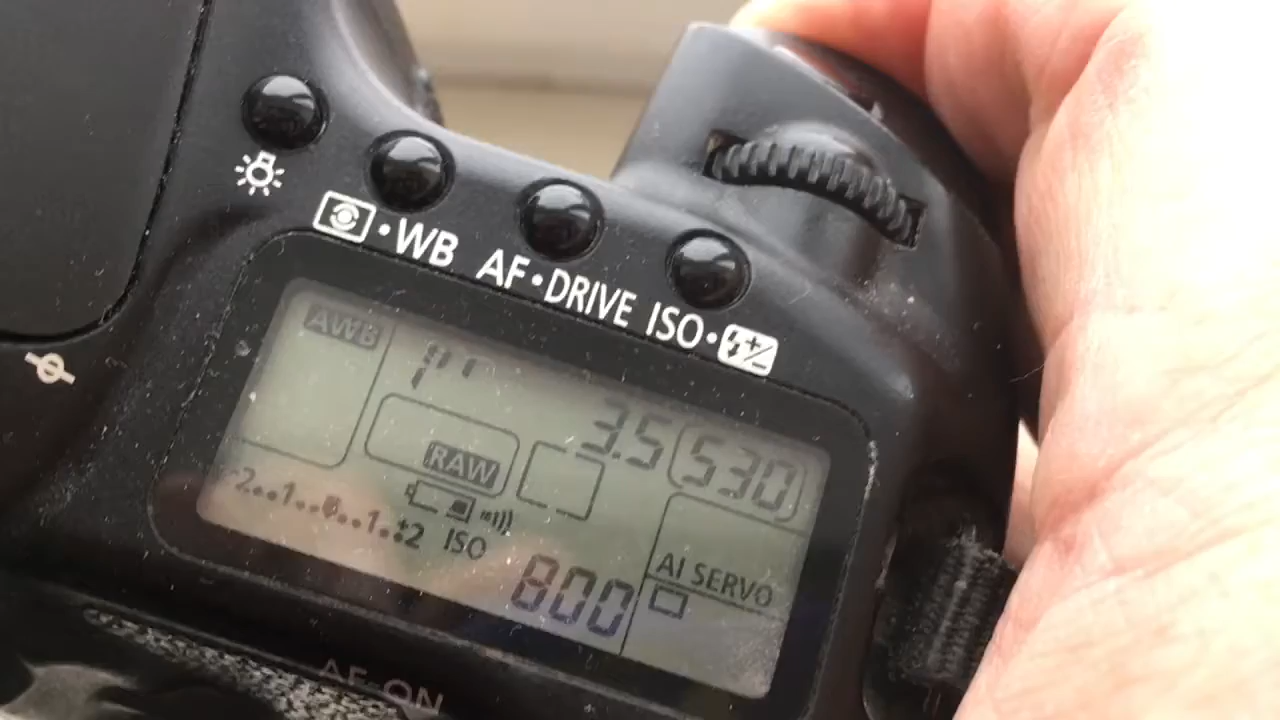 WB AF•DRIVE ISO•
AWB
1"
3.5 530
RAW
-2..1..0..1.:2
ISO
800
AI SERVO
AF-ON